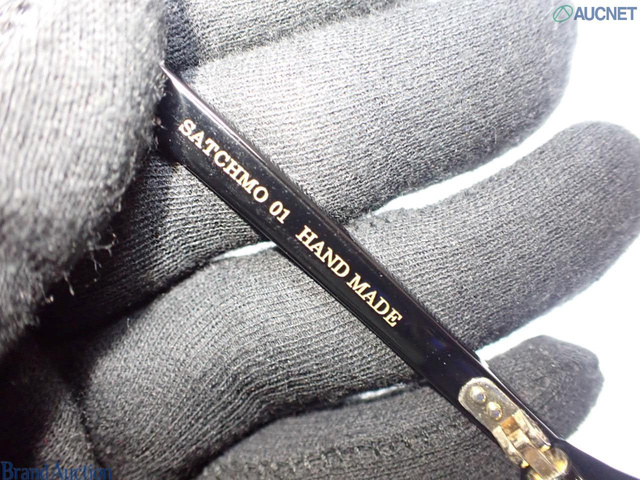 AUCNET
SATCHMO 01 HAND MADE
Brand Auction